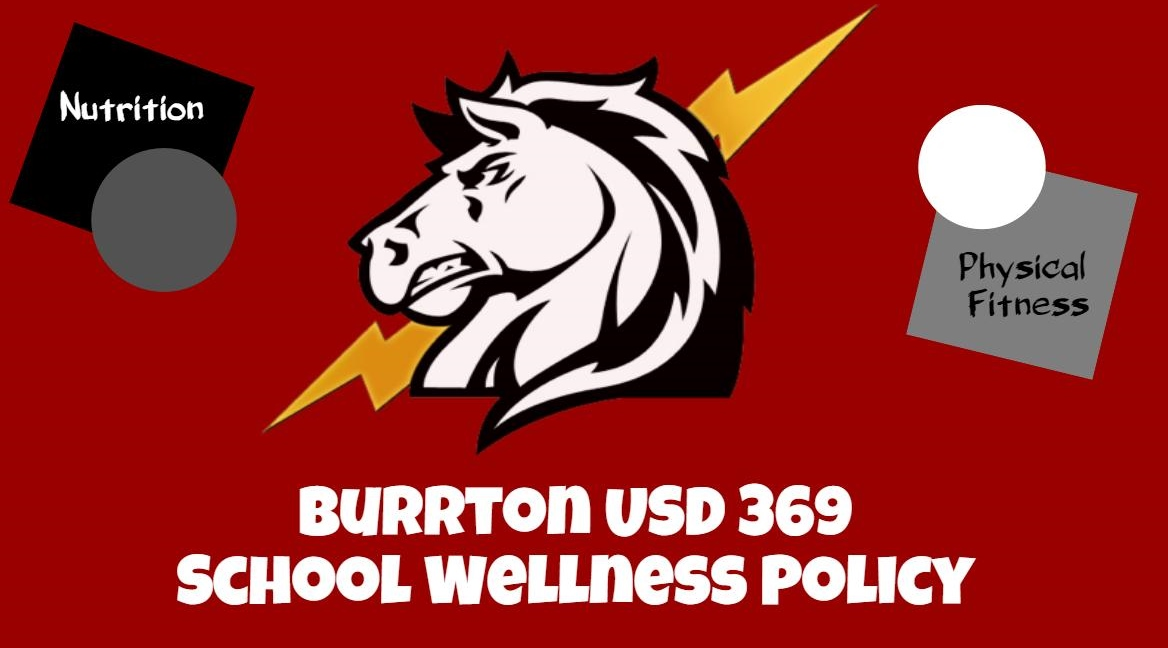 Nutrition
Physical
Fitness
BURRTON USD 369
SCHOOL WELLNESS POLICY